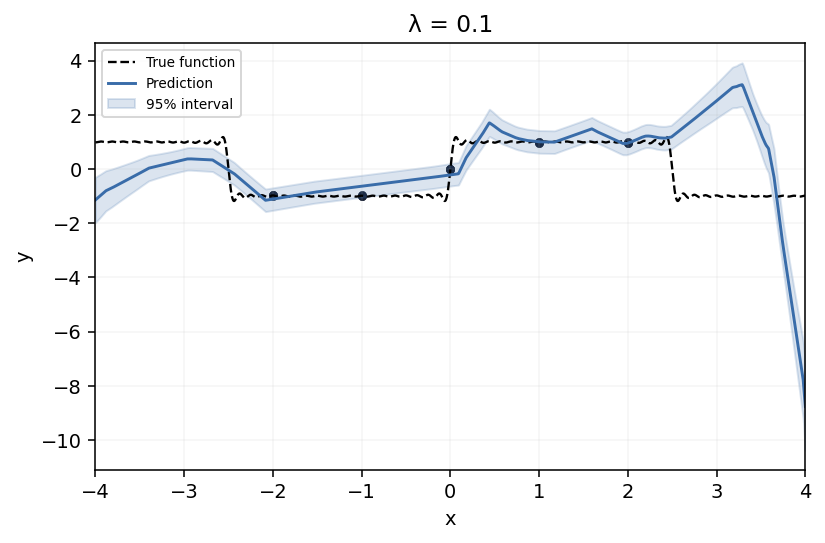 λ = 0.1
True function
Prediction
95% interval
4
2
0
−2
−4
−6
−8
−10
y
−4 −3 −2 −1 0 1 2 3 4
x